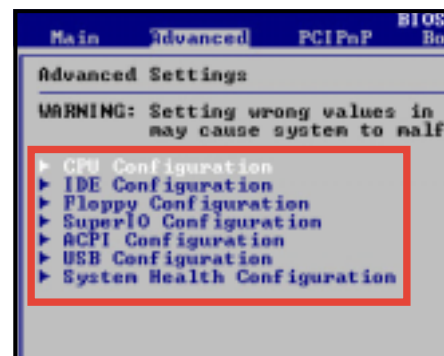 BIOS
Main Advanced PCIPnP Bo
Advanced Settings
WARNING: Setting wrong values in
may cause system to malf
CPU Configuration
IDE Configuration
Floppy Configuration
SuperIO Configuration
ACPI Configuration
USB Configuration
System Health Configuration